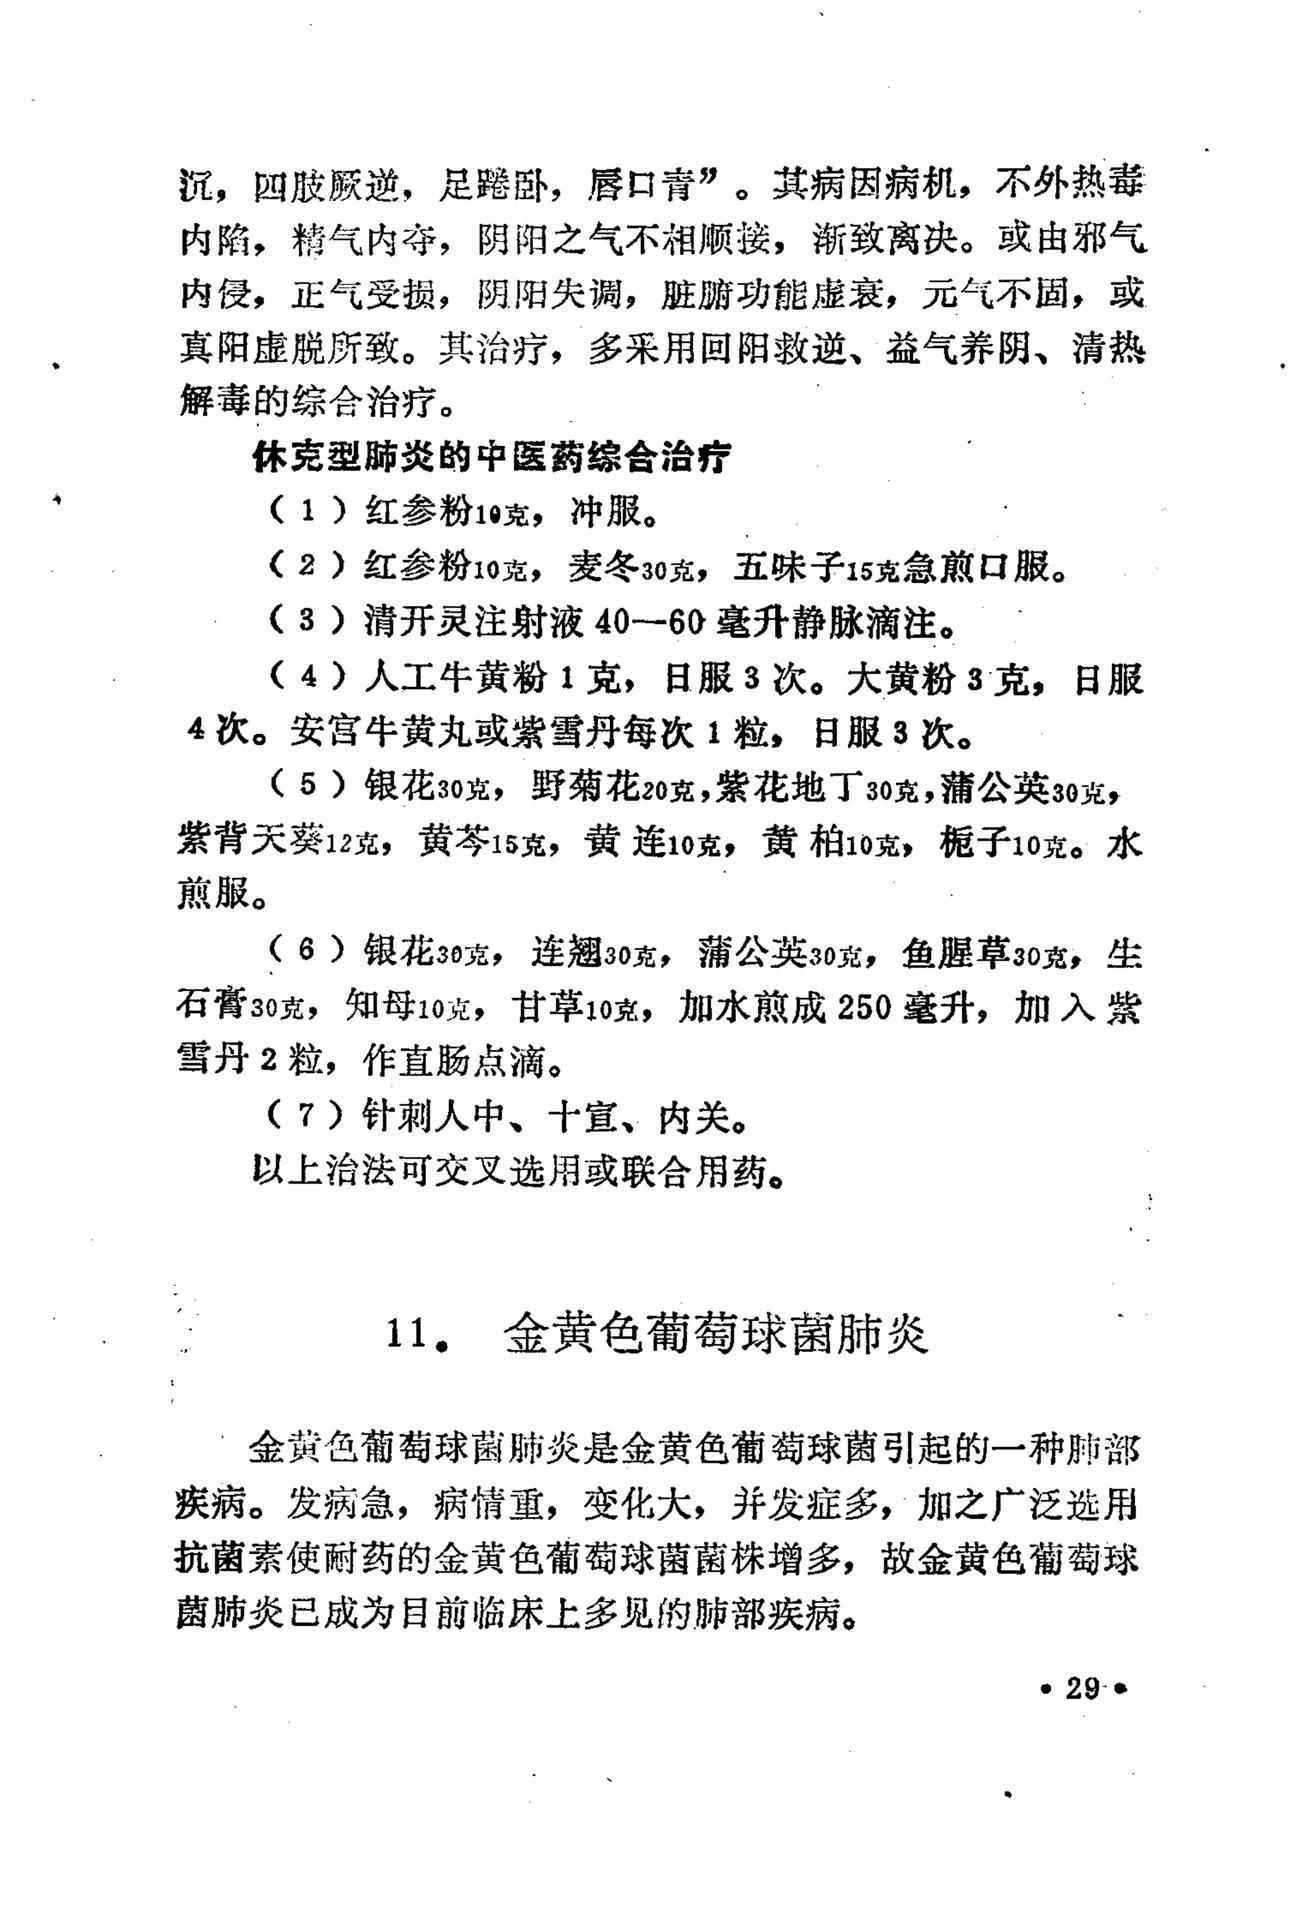 沉，四肢厥逆，足踡卧，唇口青”。其病因病机，不外热毒
内陷，精气内夺，阴阳之气不相顺接，渐致离决。或由邪气
内侵，正气受损，阴阳失调，脏腑功能虚衰，元气不固，或
真阳虚脱所致。其治疗，多采用回阳救逆、益气养阴、清热
解毒的综合治疗。
休克型肺炎的中医药综合治疗
（1）红参粉10克，冲服。
（2）红参粉10克，麦冬30克，五味子15克急煎口服。
（3）清开灵注射液 40—60 毫升静脉滴注。
（4）人工牛黄粉 1 克，日服 3 次。大黄粉 3 克，日服
4 次。安宫牛黄丸或紫雪丹每次 1 粒，日服 3 次。
（5）银花30克，野菊花20克，紫花地丁30克，蒲公英30克，
紫背天葵12克，黄芩15克，黄连10克，黄柏10克，栀子10克。水
煎服。
（6）银花30克，连翘30克，蒲公英30克，鱼腥草30克，生
石膏30克，知母10克，甘草10克，加水煎成 250 毫升，加入紫
雪丹 2 粒，作直肠点滴。
（7）针刺人中、十宣、内关。
以上治法可交叉选用或联合用药。
11. 金黄色葡萄球菌肺炎
金黄色葡萄球菌肺炎是金黄色葡萄球菌引起的一种肺部
疾病。发病急，病情重，变化大，并发症多，加之广泛选用
抗菌素使耐药的金黄色葡萄球菌菌株增多，故金黄色葡萄球
菌肺炎已成为目前临床上多见的肺部疾病。
• 29 •